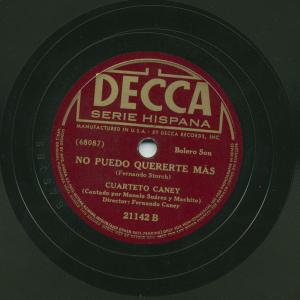 DECCA
SERIE HISPANA
MANUFACTURED IN U.S.A. - BY DECCA RECORDS, INC.
(68087)
Bolero Son
NO PUEDO QUERERTE MÁS
(Fernando Storch)
CUARTETO CANEY
(Cantado por Manolo Suárez y Machito)
Director: Fernando Caney
21142 B